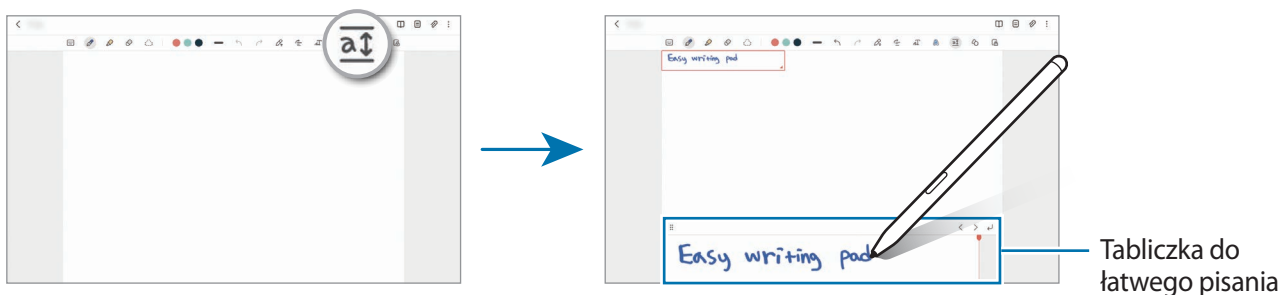 a
Easy writing pad
Easy writing pad
Tabliczka do
łatwego pisania